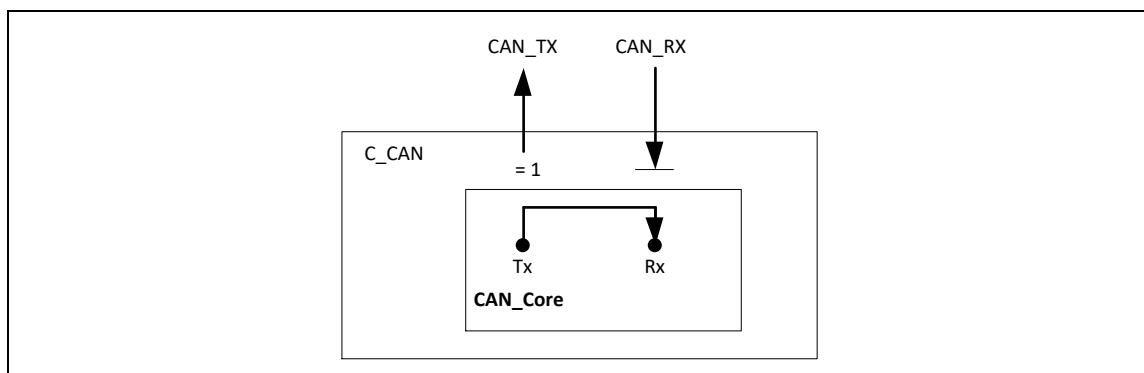 CAN_TX CAN_RX
C_CAN
= 1
Tx Rx
CAN_Core